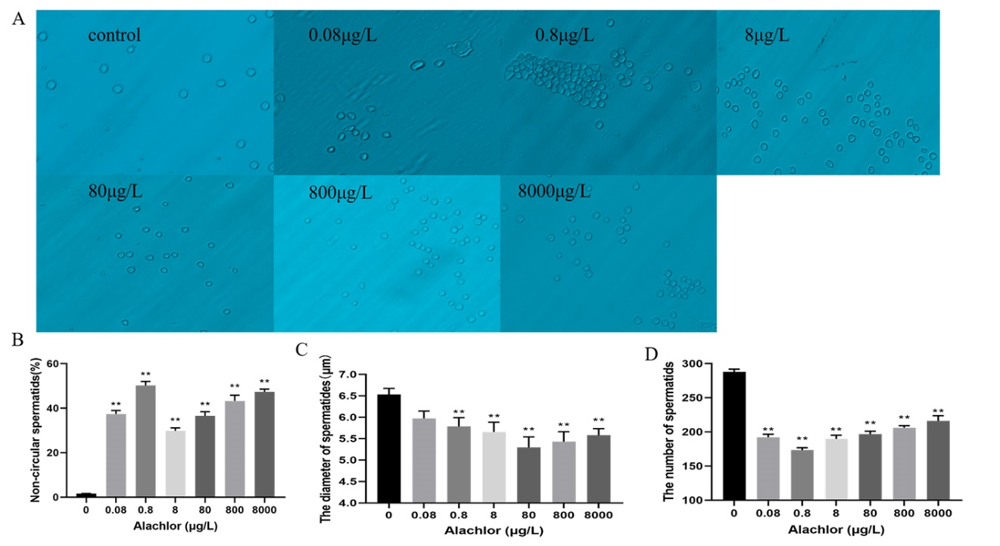 A
control
0.08μg/L
0.8μg/L
8μg/L
80μg/L
800μg/L
8000μg/L
B
Non-circular spermatids(%)
60
40
20
0
**
**
**
**
**
**
0 0.08 0.8 8 80 800 8000
Alachlor (μg/L)
C
The diameter of spermatides(μm)
7.0
6.5
6.0
5.5
5.0
4.5
4.0
**
**
**
**
**
0 0.08 0.8 8 80 800 8000
Alachlor (μg/L)
D
The number of spermatids
300
250
200
150
100
**
**
**
**
**
**
0 0.08 0.8 8 80 800 8000
Alachlor (μg/L)